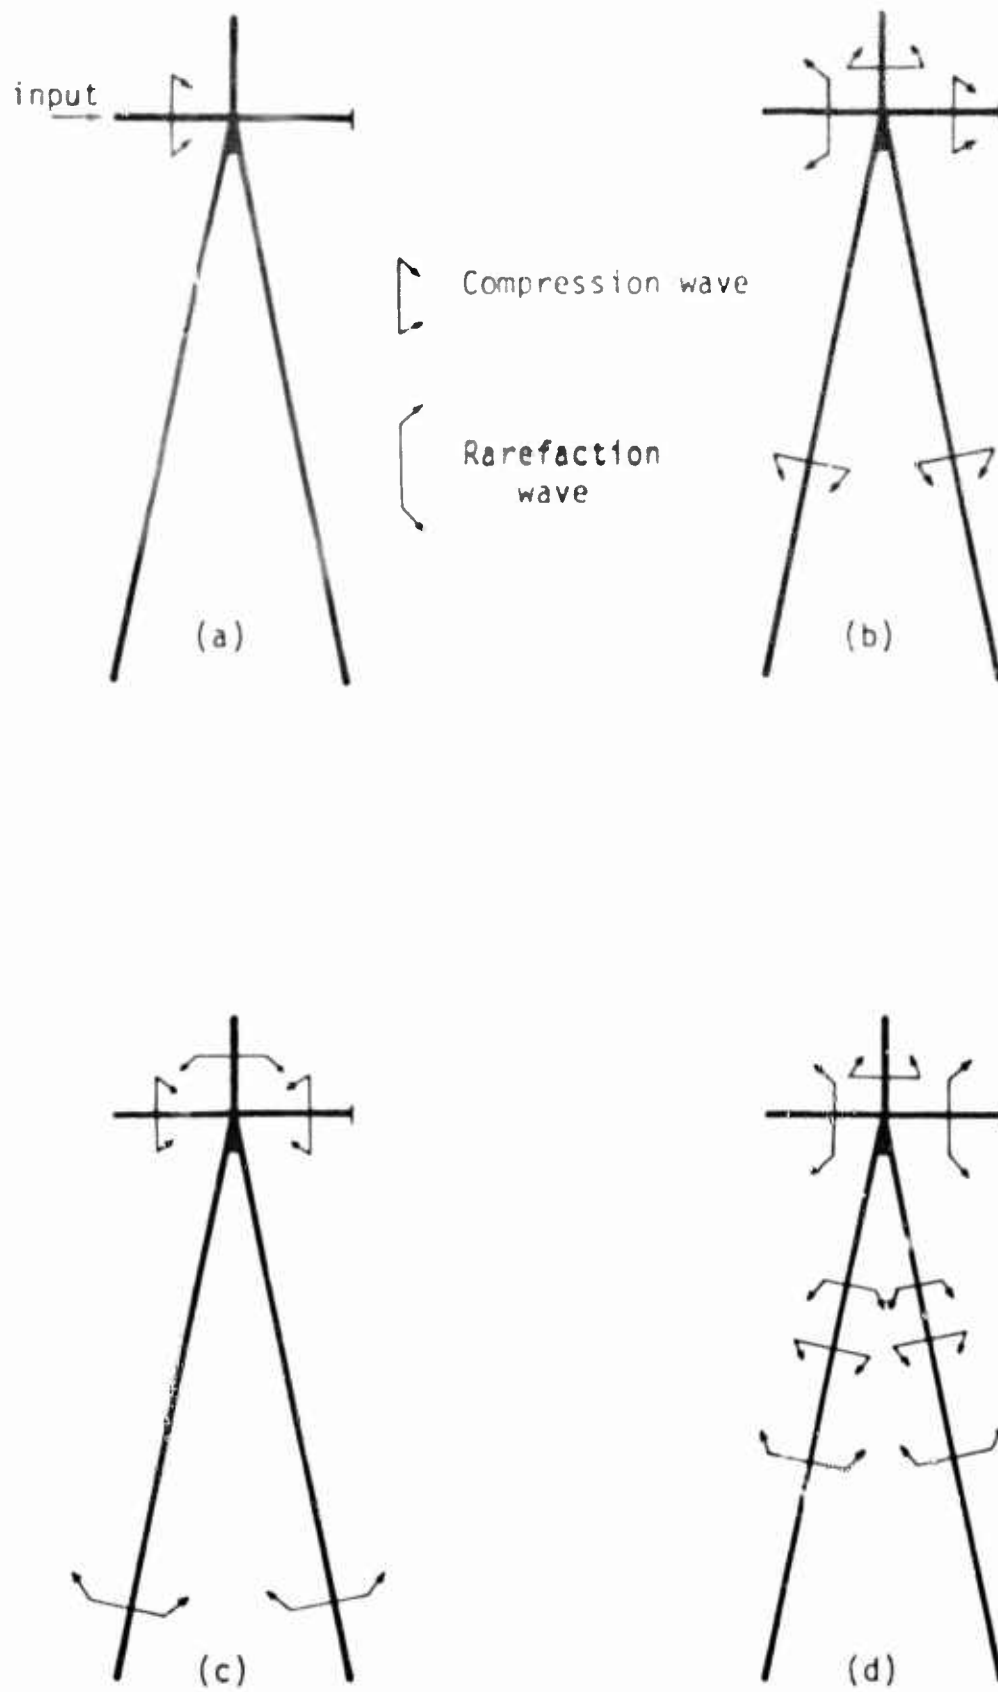 input
Compression wave
Rarefaction
wave
(a)
(b)
(c)
(d)